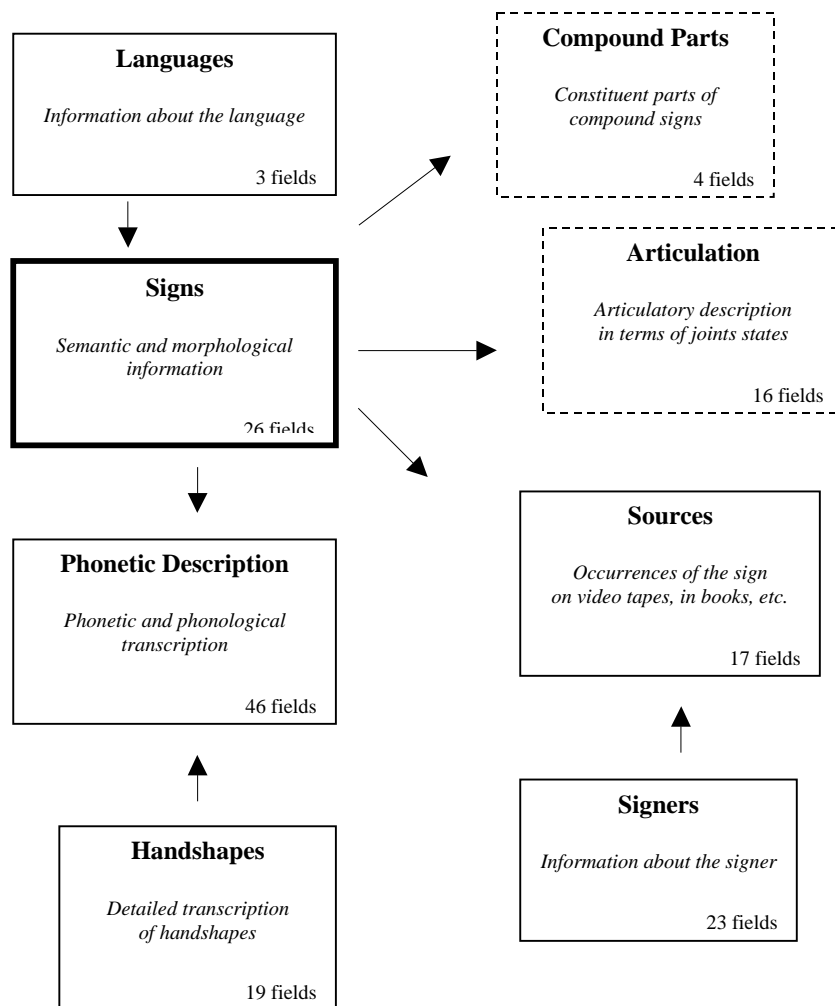 Languages
Information about the language
3 fields
Compound Parts
Constituent parts of
compound signs
4 fields
Signs
Semantic and morphological
information
26 fields
Articulation
Articulatory description
in terms of joints states
16 fields
Phonetic Description
Phonetic and phonological
transcription
46 fields
Sources
Occurrences of the sign
on video tapes, in books, etc.
17 fields
Handshapes
Detailed transcription
of handshapes
19 fields
Signers
Information about the signer
23 fields